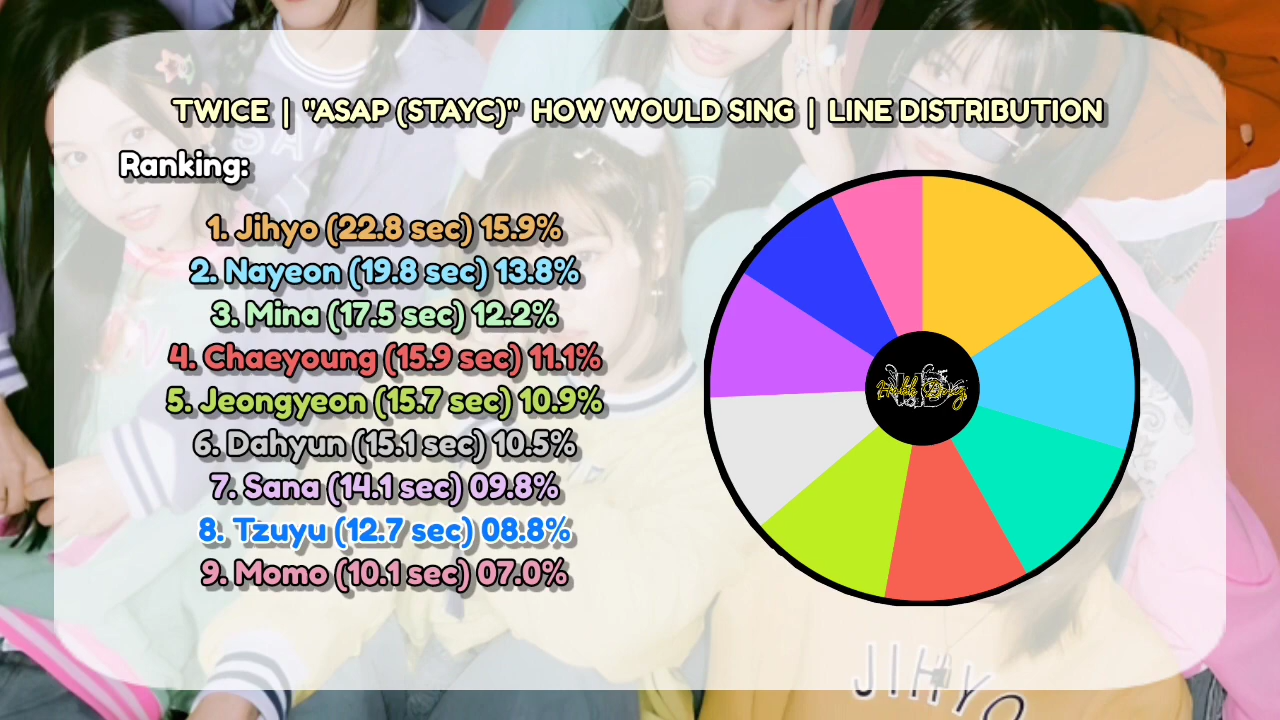 TWICE | "ASAP (STAYC)" HOW WOULD SING | LINE DISTRIBUTION
Ranking:
1. Jihyo (22.8 sec) 15.9%
2. Nayeon (19.8 sec) 13.8%
3. Mina (17.5 sec) 12.2%
4. Chaeyoung (15.9 sec) 11.1%
5. Jeongyeon (15.7 sec) 10.9%
6. Dahyun (15.1 sec) 10.5%
7. Sana (14.1 sec) 09.8%
8. Tzuyu (12.7 sec) 08.8%
9. Momo (10.1 sec) 07.0%
JIHYO